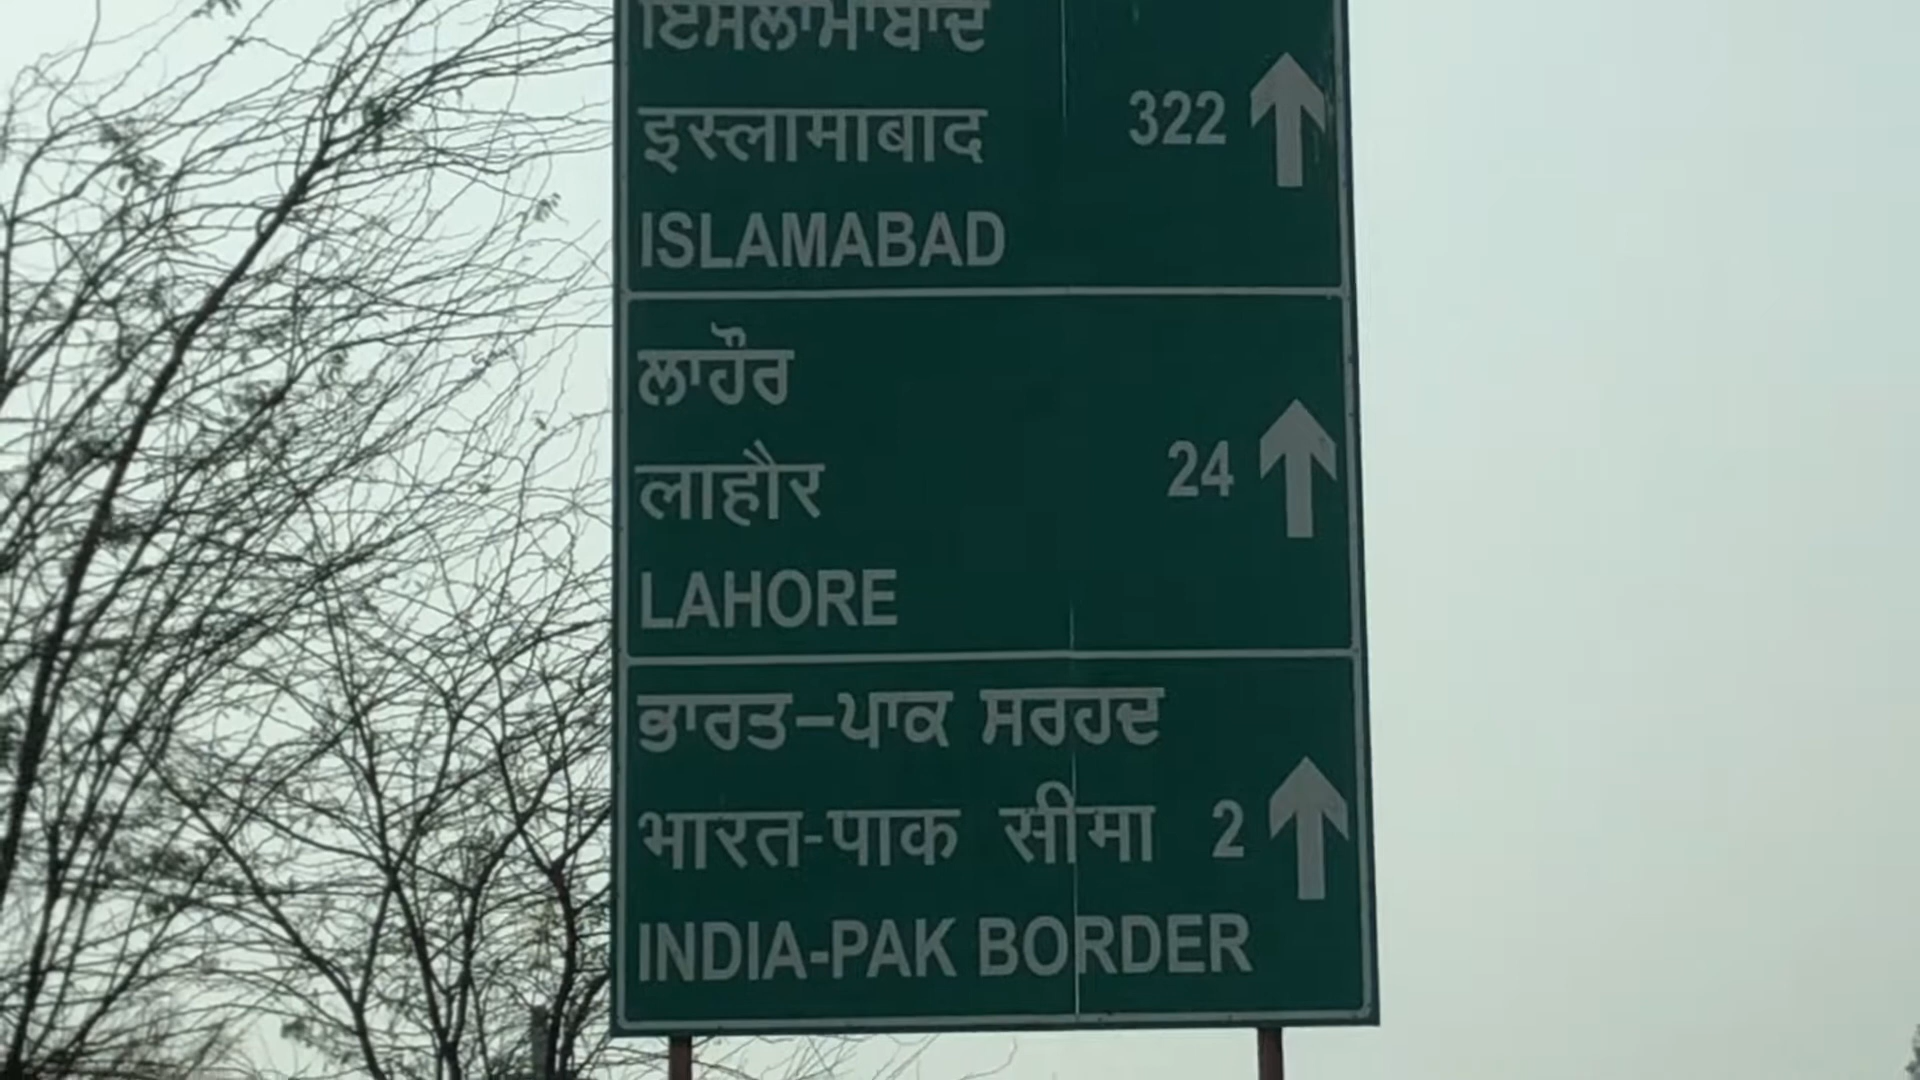 ਇਸਲਾਮਾਬਾਦ
इस्लामाबाद 322
ISLAMABAD
ਲਾਹੌਰ
लाहौर 24
LAHORE
ਭਾਰਤ-ਪਾਕ ਸਰਹਦ
भारत-पाक सीमा 2
INDIA-PAK BORDER